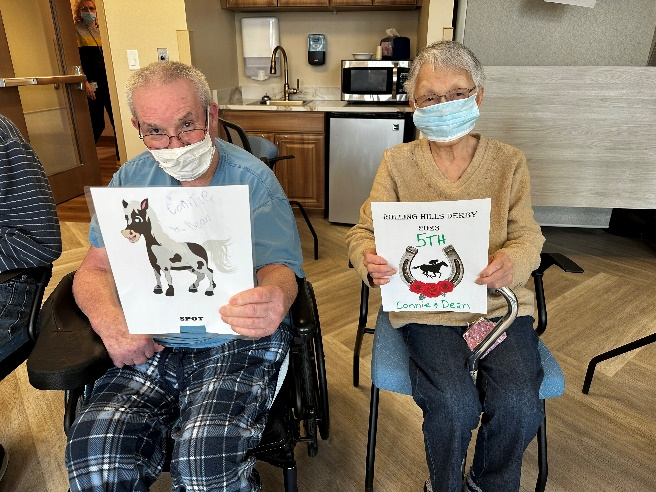 Connie
n Dean
SPOT
ROLLING HILLS DERBY
2023
5TH
Connie & Dean